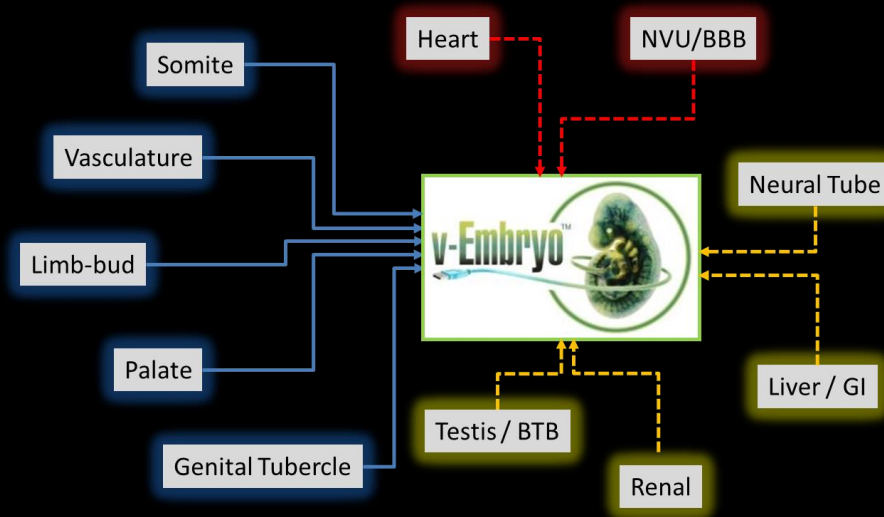 Heart
NVU/BBB
Somite
Vasculature
Neural Tube
v-Embryo™
Limb-bud
Palate
Liver / GI
Testis / BTB
Genital Tubercle
Renal